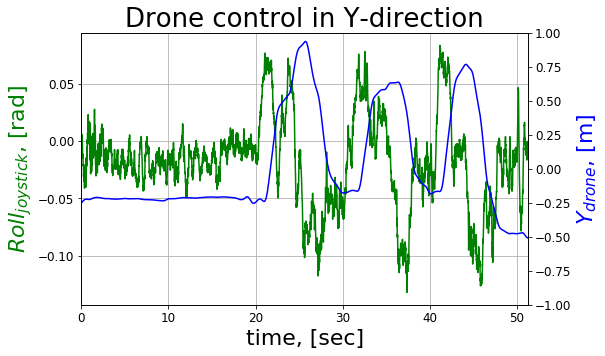 Drone control in Y-direction
Roll_joystick, [rad]
0.05
0.00
−0.05
−0.10
1.00
0.75
0.50
0.25
0.00
−0.25
−0.50
−0.75
−1.00
Y_drone, [m]
0 10 20 30 40 50
time, [sec]